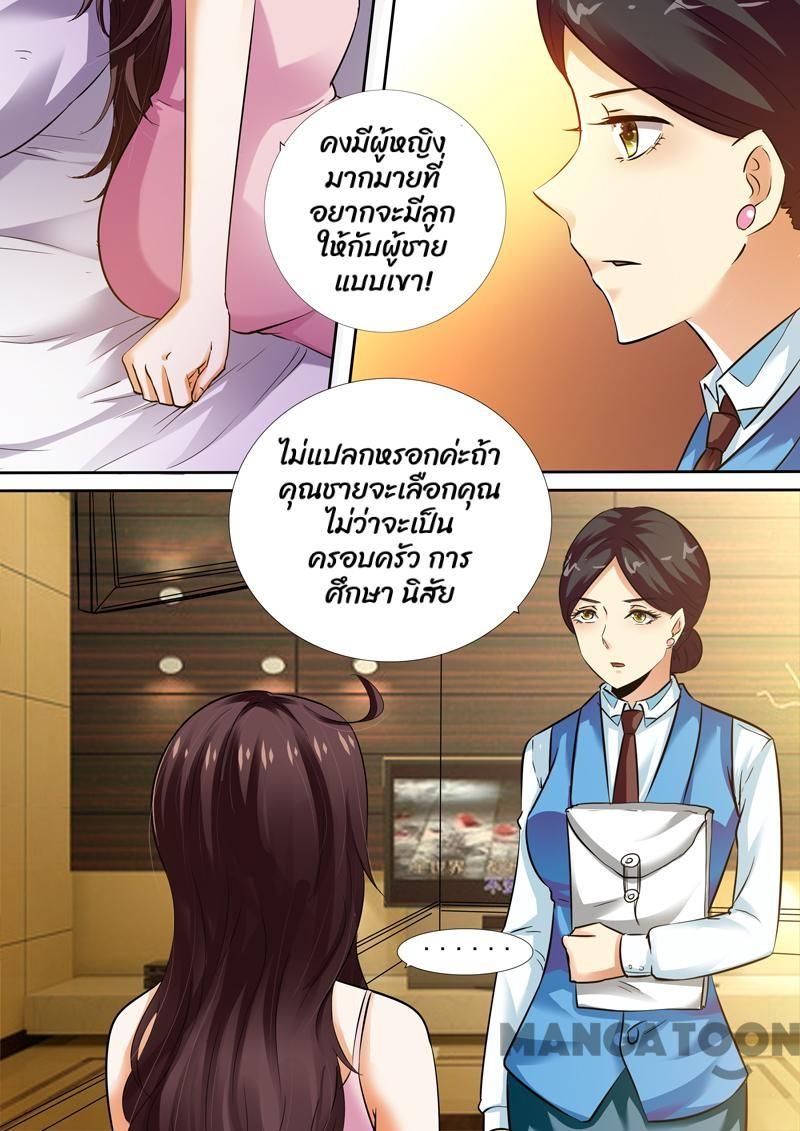 คงมีผู้หญิง
มากมายที่
อยากจะมีลูก
ให้กับผู้ชาย
แบบเขา!
ไม่แปลกหรอกค่ะถ้า
คุณชายจะเลือกคุณ
ไม่ว่าจะเป็น
ครอบครัว การ
ศึกษา นิสัย
世界
......
MANGATOON